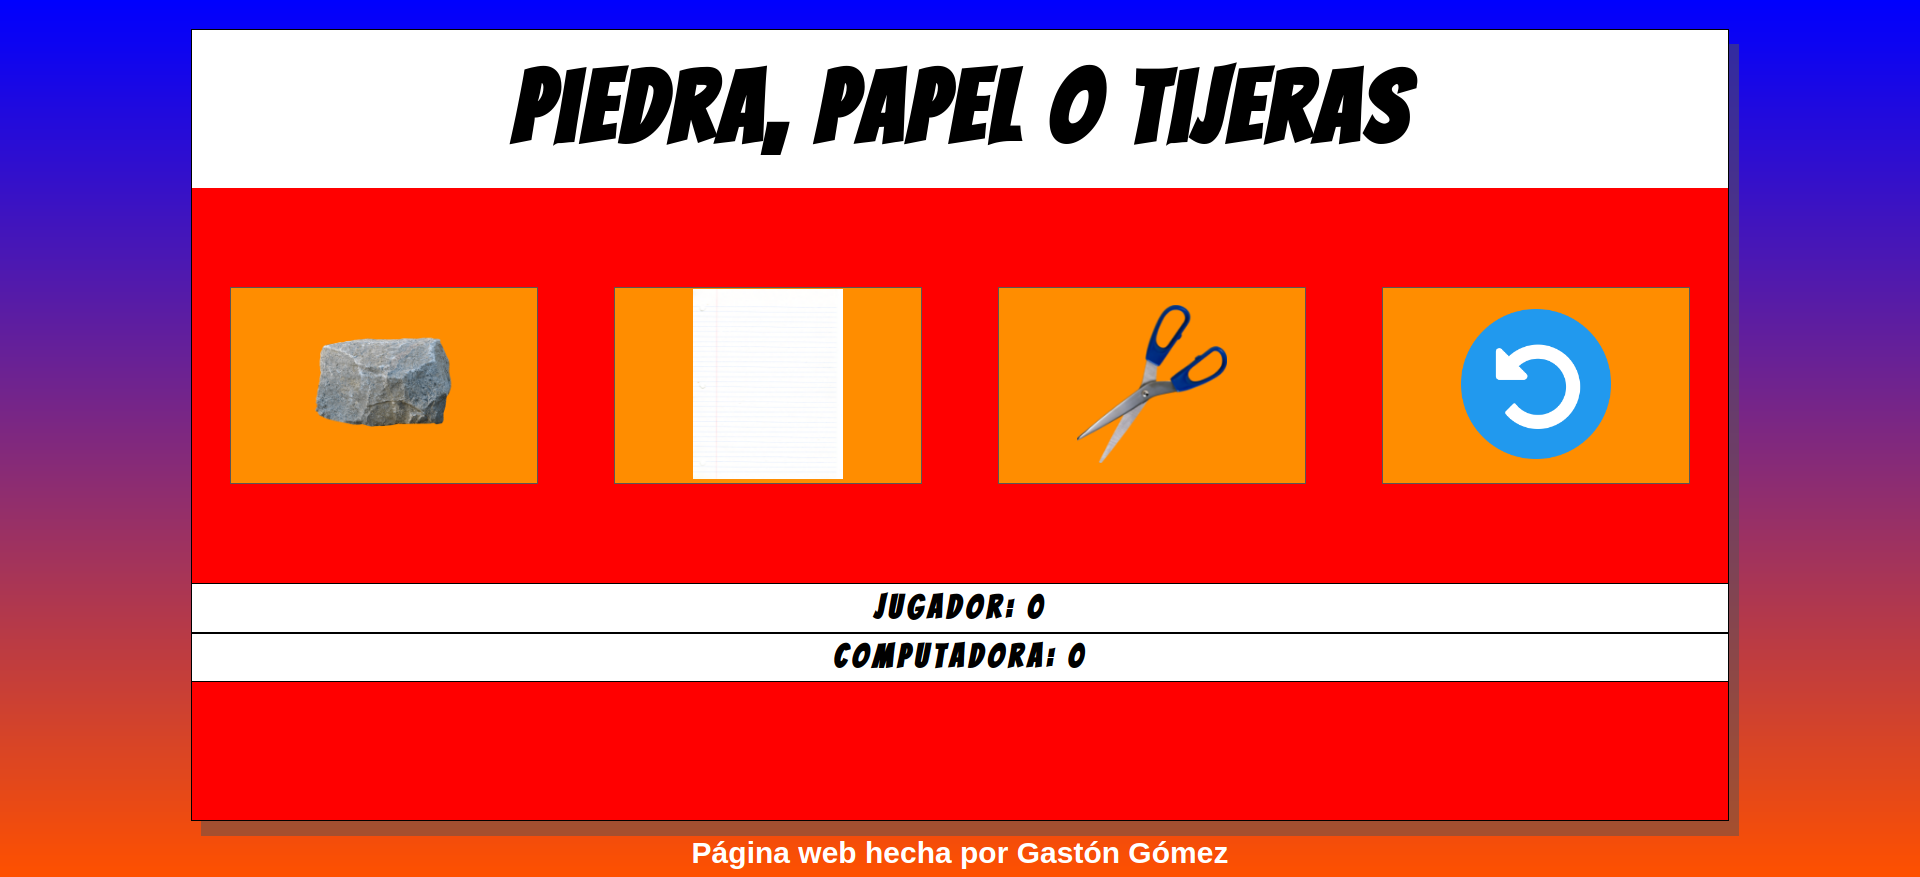 PIEDRA, PAPEL O TIJERAS
JUGADOR: 0
COMPUTADORA: 0
Página web hecha por Gastón Gómez